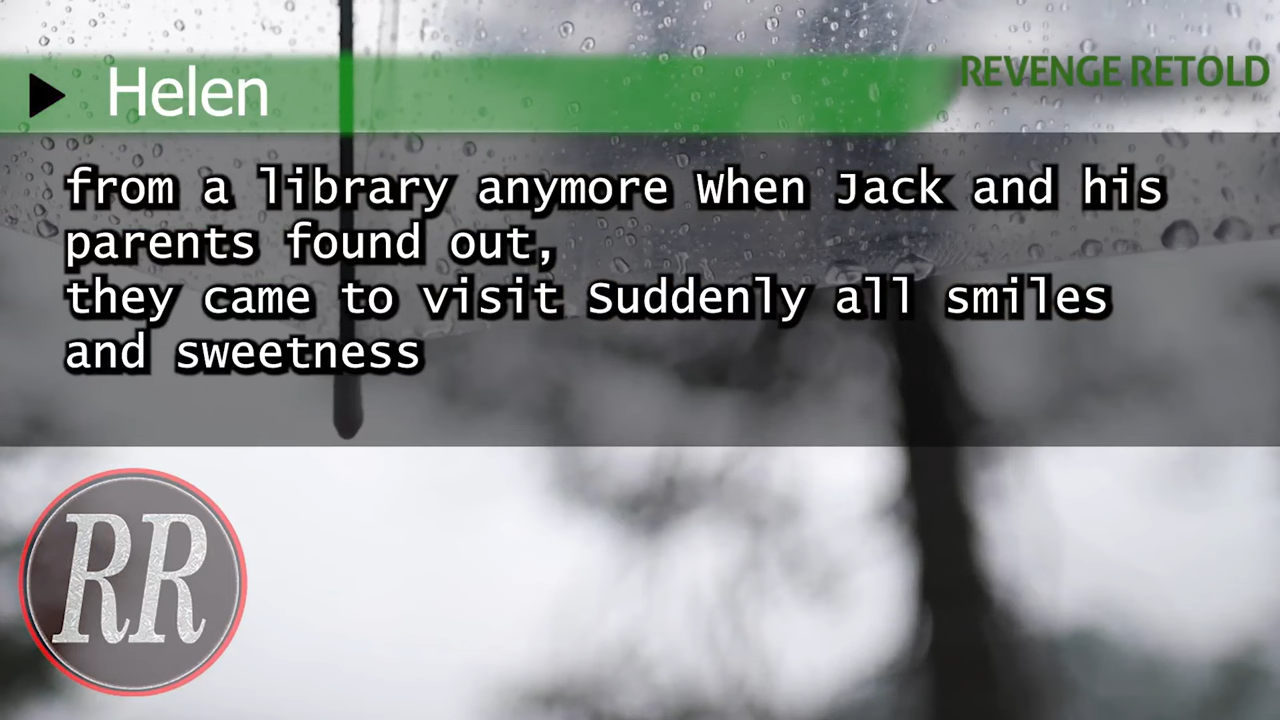 Helen
REVENGE RETOLD
from a library anymore When Jack and his
parents found out,
they came to visit Suddenly all smiles
and sweetness
RR